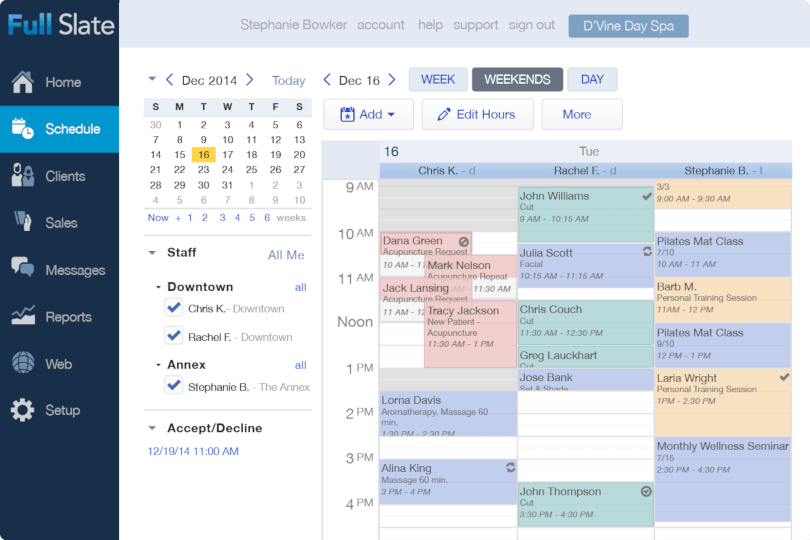 Full Slate
Stephanie Bowker account help support sign out D'Vine Day Spa
Home
Schedule
Clients
Sales
Messages
Reports
Web
Setup
Dec 2014 Today
S M T W T F S
30 1 2 3 4 5 6
7 8 9 10 11 12 13
14 15 16 17 18 19 20
21 22 23 24 25 26 27
28 29 30 31 1 2 3
4 5 6 7 8 9 10
Now + 1 2 3 4 5 6 weeks
Staff All Me
Downtown all
Chris K. - Downtown
Rachel F. - Downtown
Annex all
Stephanie B. - The Annex
Accept/Decline
12/19/14 11:00 AM
Dec 16 WEEK WEEKENDS DAY
Add Edit Hours More
16 Tue
Chris K. - d Rachel F. - d Stephanie B. - t
9 AM
10 AM
11 AM
Noon
1 PM
2 PM
3 PM
4 PM
Dana Green
Acupuncture Request
10 AM - 11
Mark Nelson
Acupuncture Repeat
- 11:30 AM
Jack Lansing
Acupuncture Request
11 AM - 12
Tracy Jackson
New Patient -
Acupuncture
11:30 AM - 1 PM
Lorna Davis
Aromatherapy, Massage 60
min.
1:30 PM - 2:30 PM
Alina King
Massage 60 min.
3 PM - 4 PM
John Williams
Cut
9 AM - 10:15 AM
Julia Scott
Facial
10:15 AM - 11:15 AM
Chris Couch
Cut
11:30 AM - 12:30 PM
Greg Lauckhart
Cut
Jose Bank
Set & Shade
John Thompson
Cut
3:30 PM - 4:30 PM
3/3
9:00 AM - 9:30 AM
Pilates Mat Class
7/10
10 AM - 11 AM
Barb M.
Personal Training Session
11AM - 12 PM
Pilates Mat Class
9/10
12 PM - 1 PM
Laria Wright
Personal Training Session
1PM - 2:30 PM
Monthly Wellness Seminar
7/15
2:30 PM - 4:30 PM